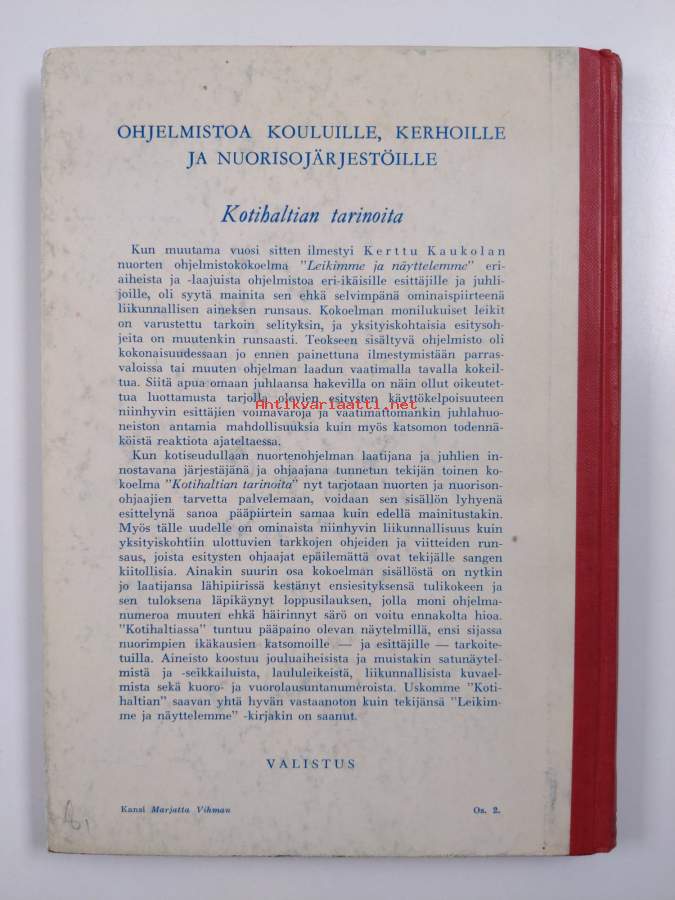 OHJELMISTOA KOULUILLE, KERHOILLE
JA NUORISOJÄRJESTÖILLE
Kotihaltian tarinoita
Kun muutama vuosi sitten ilmestyi Kerttu Kaukolan
nuorten ohjelmistokokoelma "Leikimme ja näyttelemme" eri-
aiheista ja -laajuista ohjelmistoa eri-ikäisille esittäjille ja juhli-
joille, oli syytä mainita sen ehkä selvimpänä ominaispiirteenä
liikunnallisen aineksen runsaus. Kokoelman monilukuiset leikit
on varustettu tarkoin selityksin, ja yksityiskohtaisia esitysoh-
jeita on muutenkin runsaasti. Teokseen sisältyvä ohjelmisto oli
kokonaisuudessaan jo ennen painettuna ilmestymistään parras-
valoissa tai muuten ohjelman laadun vaatimalla tavalla kokeil-
tua. Siitä apua omaan juhlaansa hakevilla on näin ollut oikeutet-
tua luottamusta tarjolla olevien esitysten käyttökelpoisuuteen
Antikvariaatti.net
niinhyvin esittäjien voimavaroja ja vaatimattomankin juhlahuo-
neiston antamia mahdollisuuksia kuin myös katsomon todennä-
köistä reaktiota ajateltaessa.
Kun kotiseudullaan nuortenohjelman laatijana ja juhlien in-
nostavana järjestäjänä ja ohjaajana tunnetun tekijän toinen ko-
koelma "Kotihaltian tarinoita" nyt tarjotaan nuorten ja nuorison-
ohjaajien tarvetta palvelemaan, voidaan sen sisällön lyhyenä
esittelynä sanoa pääpiirtein samaa kuin edellä mainitustakin.
Myös tälle uudelle on ominaista niinhyvin liikunnallisuus kuin
yksityiskohtiin ulottuvien tarkkojen ohjeiden ja viitteiden run-
saus, joista esitysten ohjaajat epäilemättä ovat tekijälle sangen
kiitollisia. Ainakin suurin osa kokoelman sisällöstä on nytkin
jo laatijansa lähipiirissä kestänyt ensiesityksensä tulikokeen ja
sen tuloksena läpikäynyt loppusilauksen, jolla moni ohjelma-
numeroa muuten ehkä häirinnyt särö on voitu ennakolta hioa.
"Kotihaltiassa" tuntuu pääpaino olevan näytelmillä, ensi sijassa
nuorimpien ikäkausien katsomoille — ja esittäjille — tarkoite-
tuilla. Aineisto koostuu jouluaiheisista ja muistakin satunäytel-
mistä ja -seikkailuista, laululeikeistä, liikunnallisista kuvael-
mista sekä kuoro- ja vuorolausuntanumeroista. Uskomme "Koti-
haltian" saavan yhtä hyvän vastaanoton kuin tekijänsä "Leikim-
me ja näyttelemme" -kirjakin on saanut.
VALISTUS
Kansi Marjatta Vihman
Os. 2.